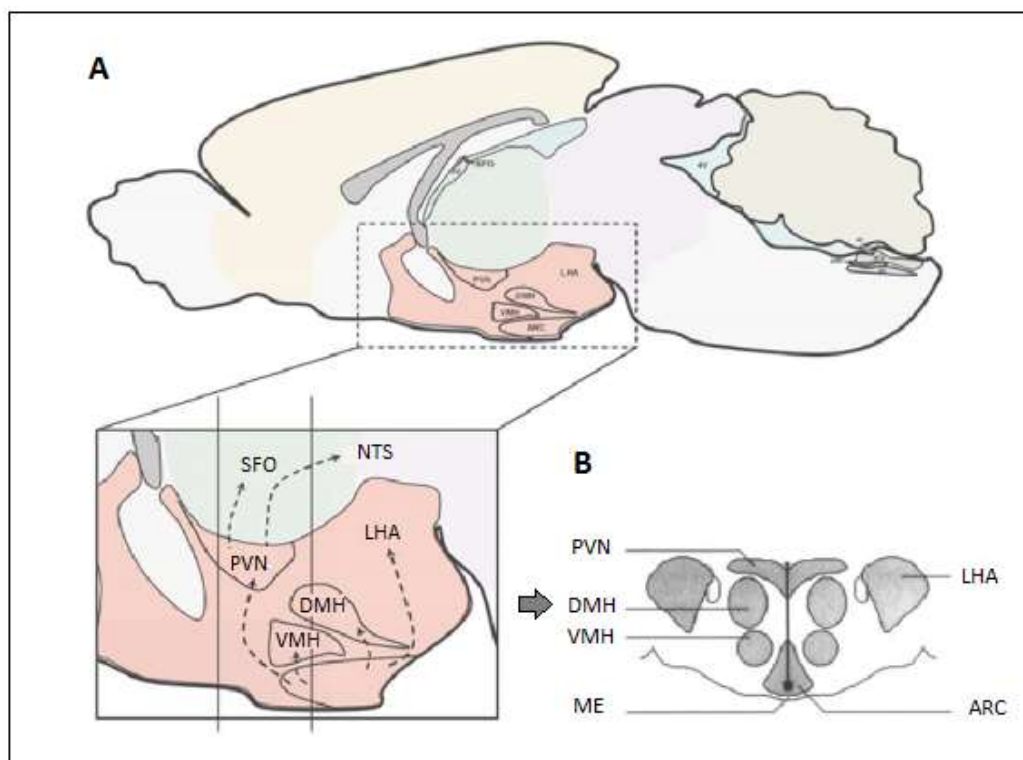 A
SFO
4V
PVN
LHA
DMH
VMH
ARC
SFO
NTS
PVN
LHA
DMH
VMH
B
PVN
LHA
DMH
VMH
ME
ARC